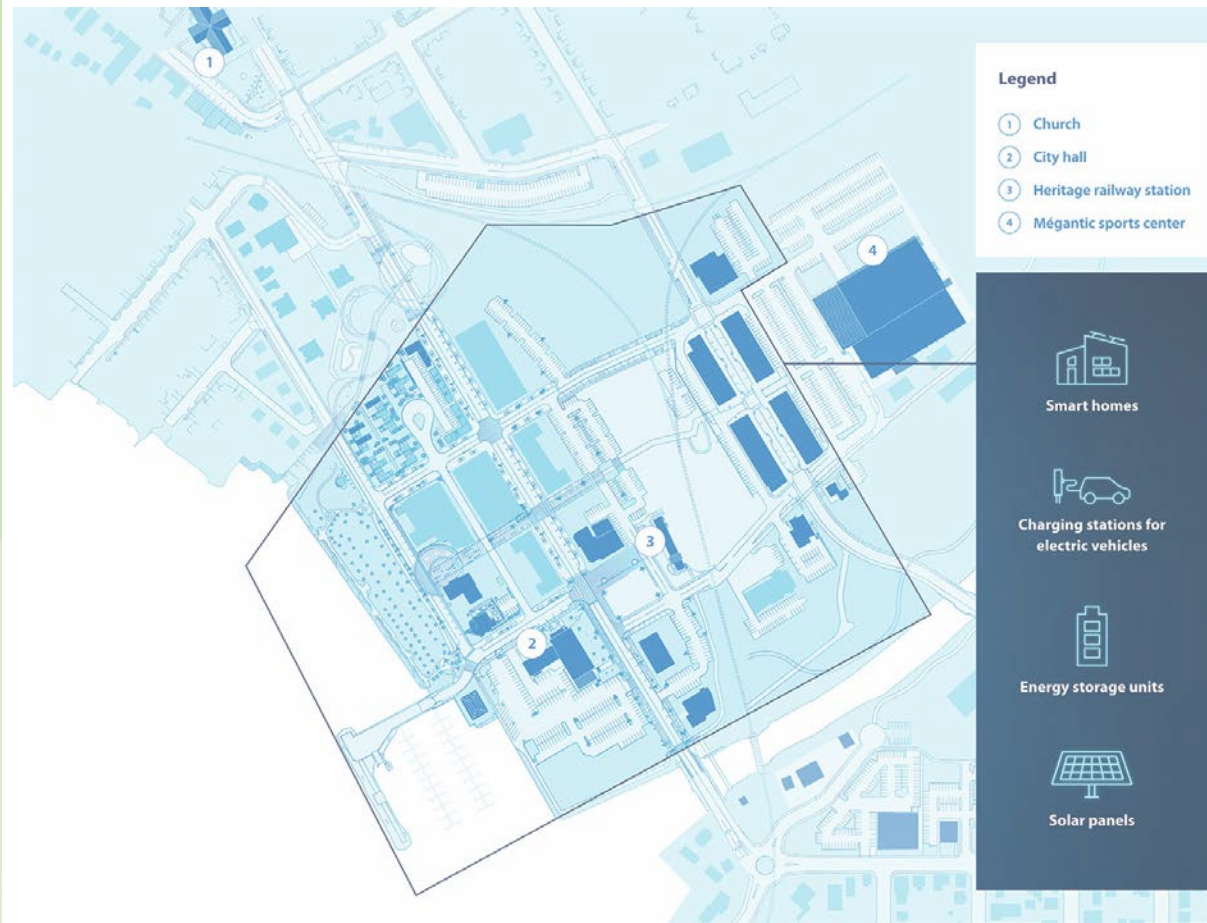 1
Legend
1 Church
2 City hall
3 Heritage railway station
4 Mégantic sports center
4
Smart homes
Charging stations for
electric vehicles
3
2
Energy storage units
Solar panels